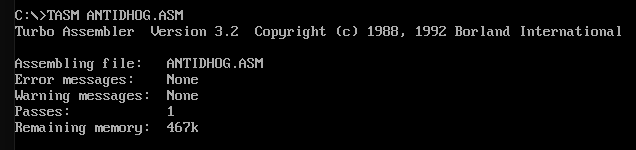 C:\>TASM ANTIDHOG.ASM
Turbo Assembler  Version 3.2  Copyright (c) 1988, 1992 Borland International
Assembling file:   ANTIDHOG.ASM
Error messages:    None
Warning messages:  None
Passes:            1
Remaining memory:  467k